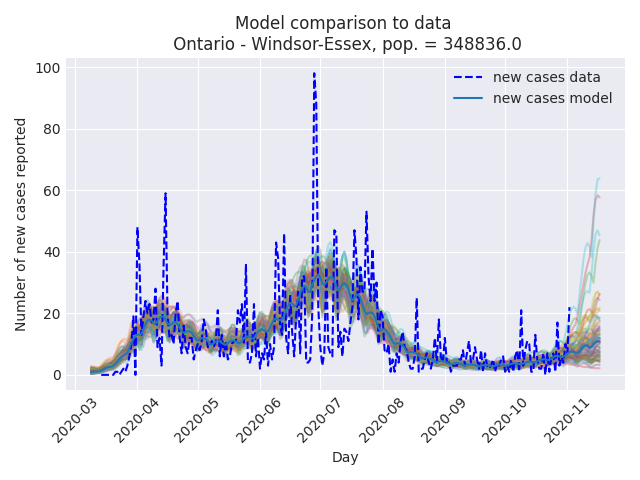 Model comparison to data
Ontario - Windsor-Essex, pop. = 348836.0
new cases data
new cases model
Number of new cases reported
100
80
60
40
20
0
2020-03
2020-04
2020-05
2020-06
2020-07
2020-08
2020-09
2020-10
2020-11
Day